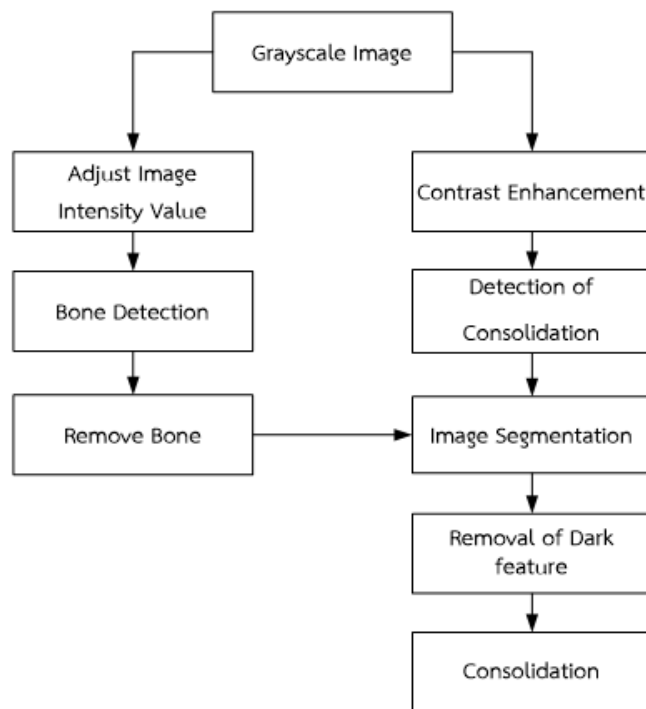 Grayscale Image
Adjust Image
Intensity Value
Bone Detection
Remove Bone
Contrast Enhancement
Detection of
Consolidation
Image Segmentation
Removal of Dark
feature
Consolidation